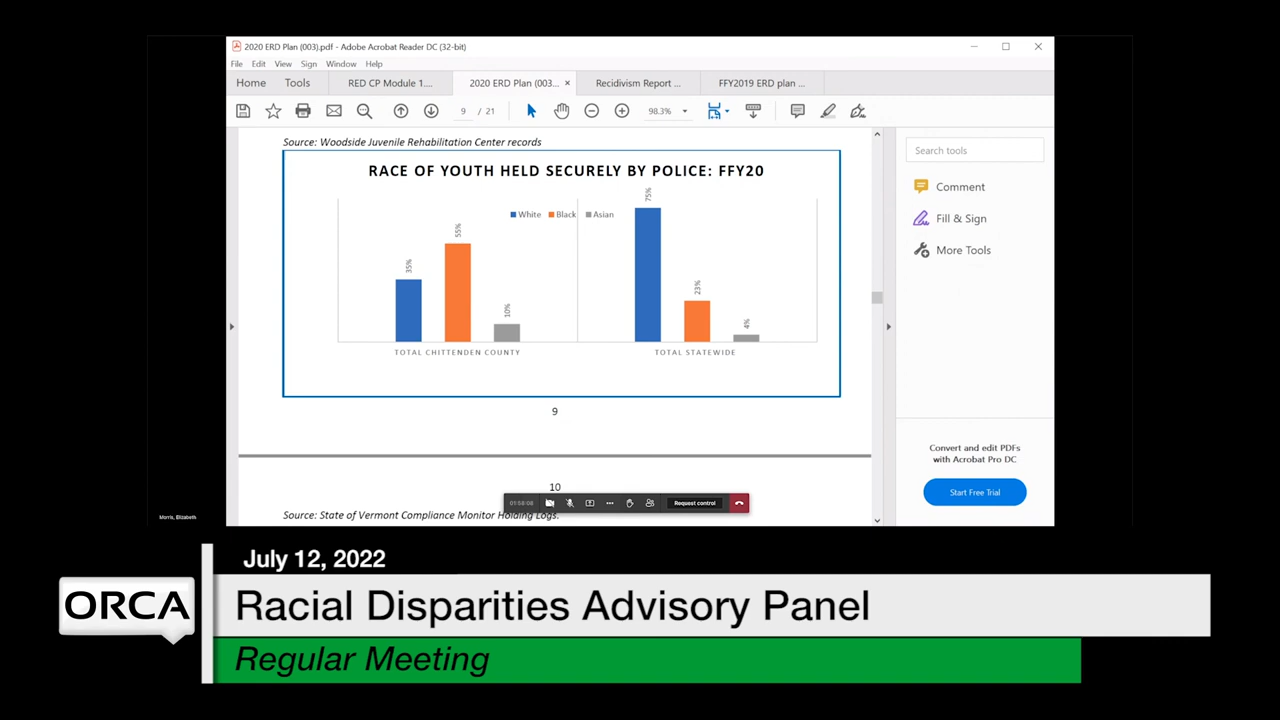 2020 ERD Plan (003).pdf - Adobe Acrobat Reader DC (32-bit)
File Edit View Sign Window Help
Home Tools RED CP Module 1.... 2020 ERD Plan (003... × Recidivism Report ... FFY2019 ERD plan ...
9 / 21 98.3%
Source: Woodside Juvenile Rehabilitation Center records
RACE OF YOUTH HELD SECURELY BY POLICE: FFY20
White Black Asian
35%
55%
10%
75%
23%
4%
TOTAL CHITTENDEN COUNTY
TOTAL STATEWIDE
9
10
Source: State of Vermont Compliance Monitor Holding Logs.
Search tools
Comment
Fill & Sign
More Tools
Convert and edit PDFs
with Acrobat Pro DC
Start Free Trial
01:58:08 Request control
Morris, Elizabeth
July 12, 2022
ORCA
Racial Disparities Advisory Panel
Regular Meeting